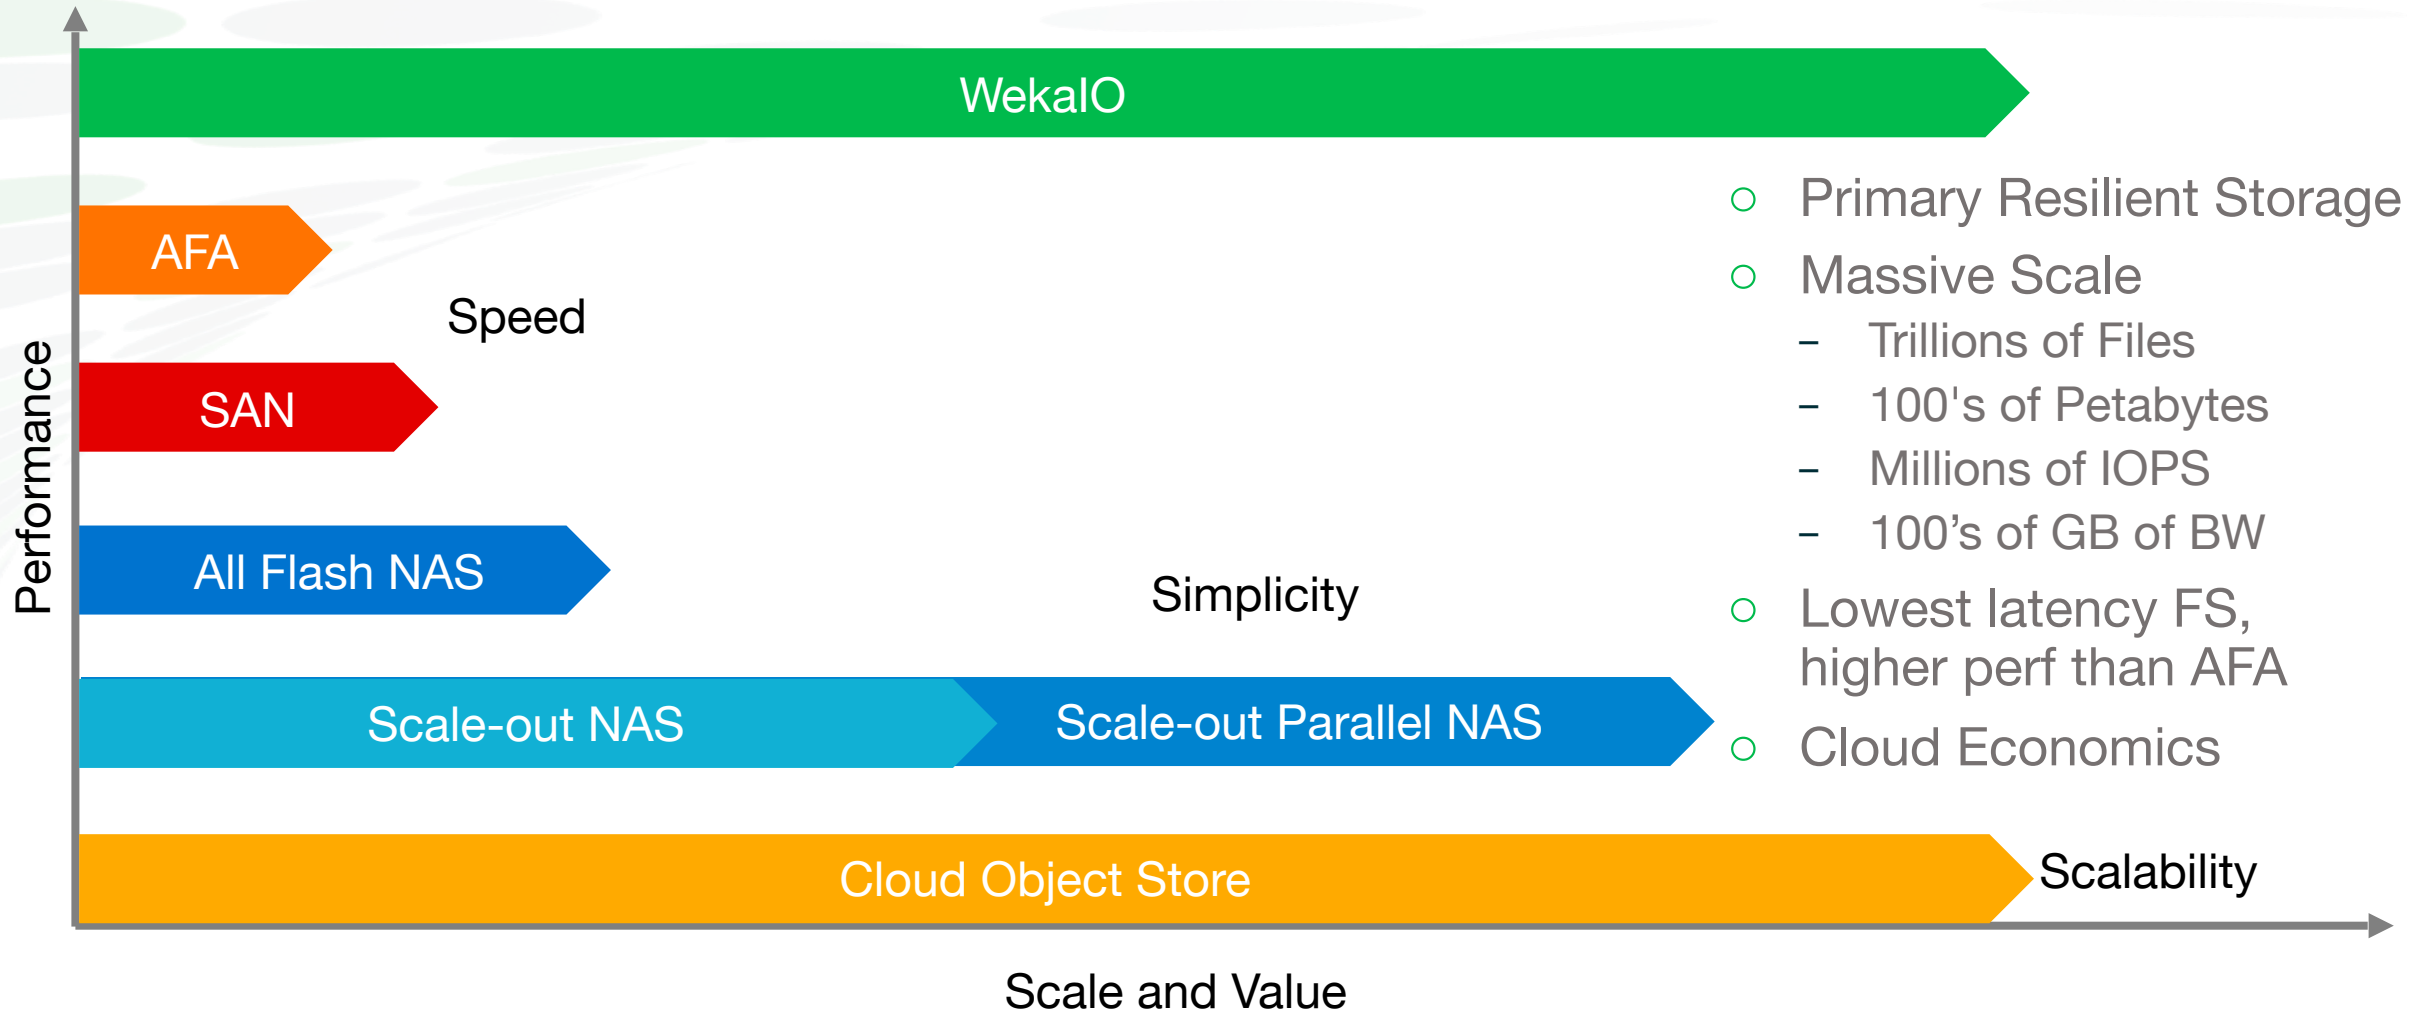 WekaIO
AFA
Speed
SAN
All Flash NAS
Simplicity
Scale-out NAS
Scale-out Parallel NAS
Cloud Object Store
Scalability
Performance
Scale and Value
○ Primary Resilient Storage
○ Massive Scale
– Trillions of Files
– 100's of Petabytes
– Millions of IOPS
– 100’s of GB of BW
○ Lowest latency FS,
higher perf than AFA
○ Cloud Economics